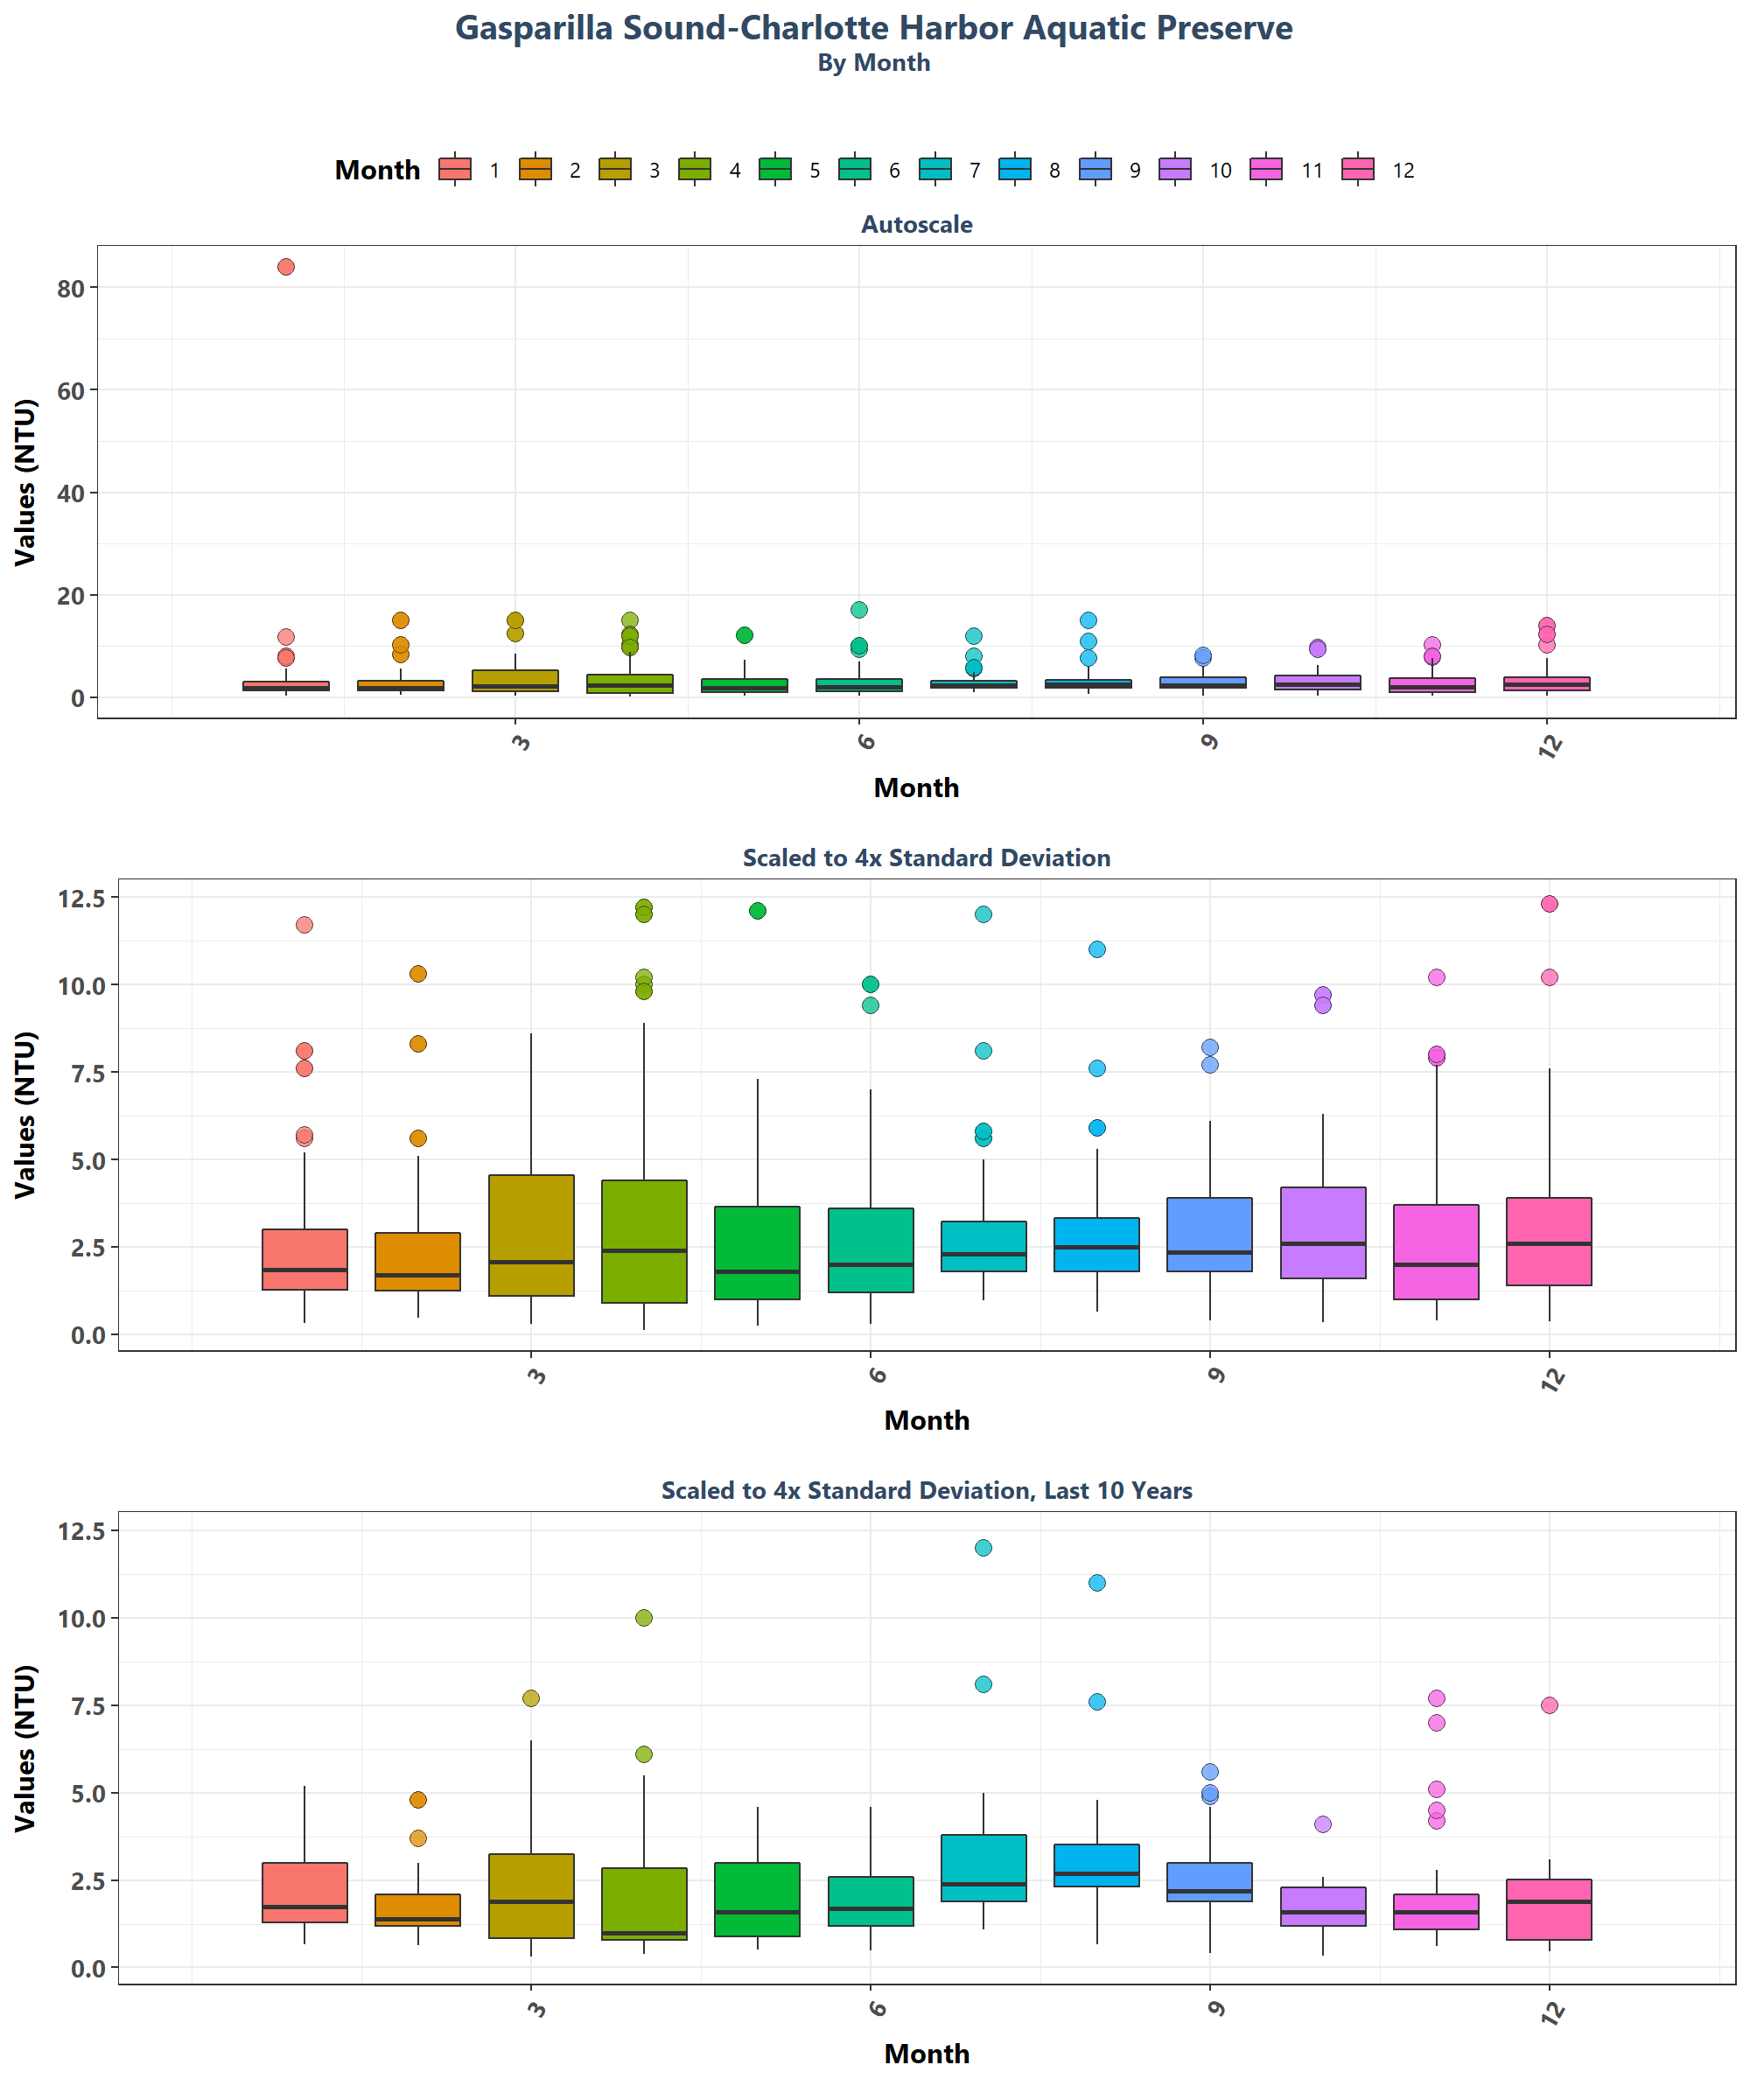 Gasparilla Sound-Charlotte Harbor Aquatic Preserve
By Month
Month 1 2 3 4 5 6 7 8 9 10 11 12
Autoscale
Values (NTU)
80
60
40
20
0
3 6 9 12
Month
Scaled to 4x Standard Deviation
Values (NTU)
12.5
10.0
7.5
5.0
2.5
0.0
3 6 9 12
Month
Scaled to 4x Standard Deviation, Last 10 Years
Values (NTU)
12.5
10.0
7.5
5.0
2.5
0.0
3 6 9 12
Month